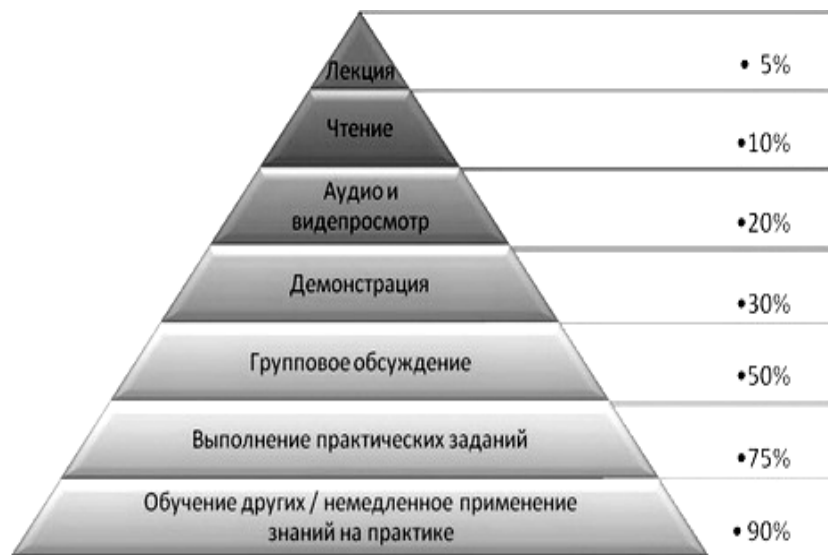 Лекция
• 5%
Чтение
•10%
Аудио и
видепросмотр
•20%
Демонстрация
•30%
Групповое обсуждение
•50%
Выполнение практических заданий
•75%
Обучение других / немедленное применение
знаний на практике
•90%